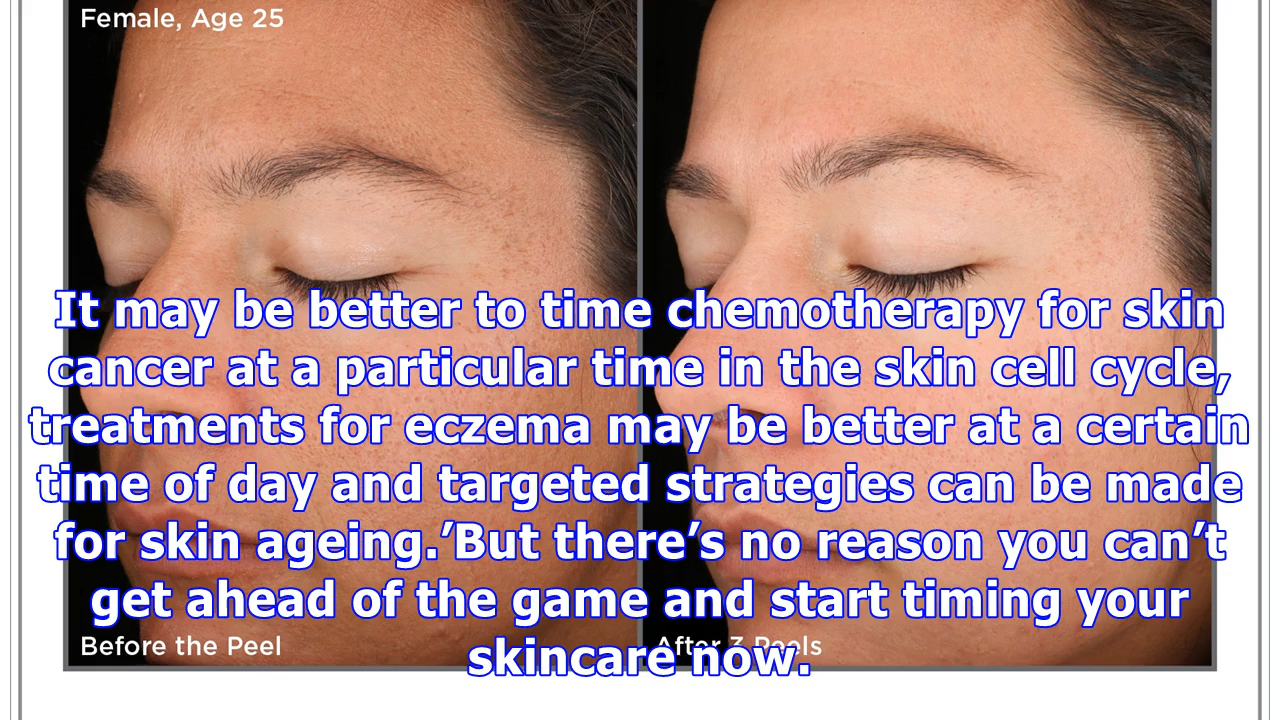 Female, Age 25
It may be better to time chemotherapy for skin
cancer at a particular time in the skin cell cycle,
treatments for eczema may be better at a certain
time of day and targeted strategies can be made
for skin ageing.’But there’s no reason you can’t
get ahead of the game and start timing your
skincare now.
Before the Peel
After 3 Peels